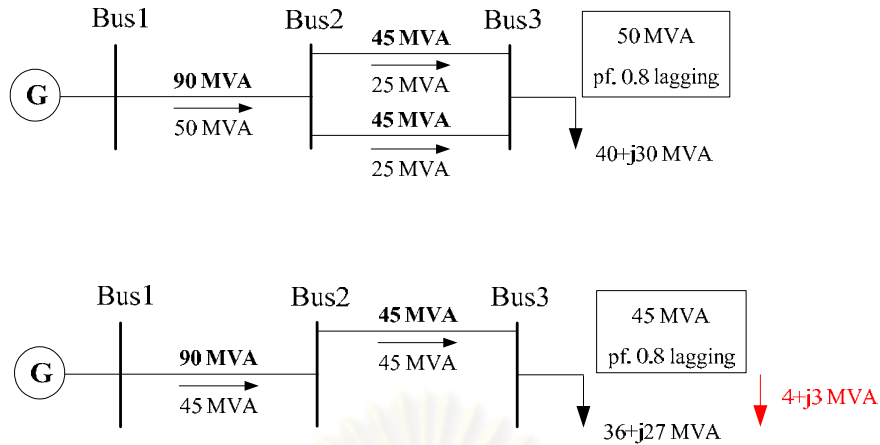 Bus1
Bus2
Bus3
45 MVA
50 MVA
pf. 0.8 lagging
90 MVA
25 MVA
G
50 MVA
45 MVA
25 MVA
40+j30 MVA
Bus1
Bus2
Bus3
45 MVA
45 MVA
pf. 0.8 lagging
90 MVA
45 MVA
G
45 MVA
4+j3 MVA
36+j27 MVA